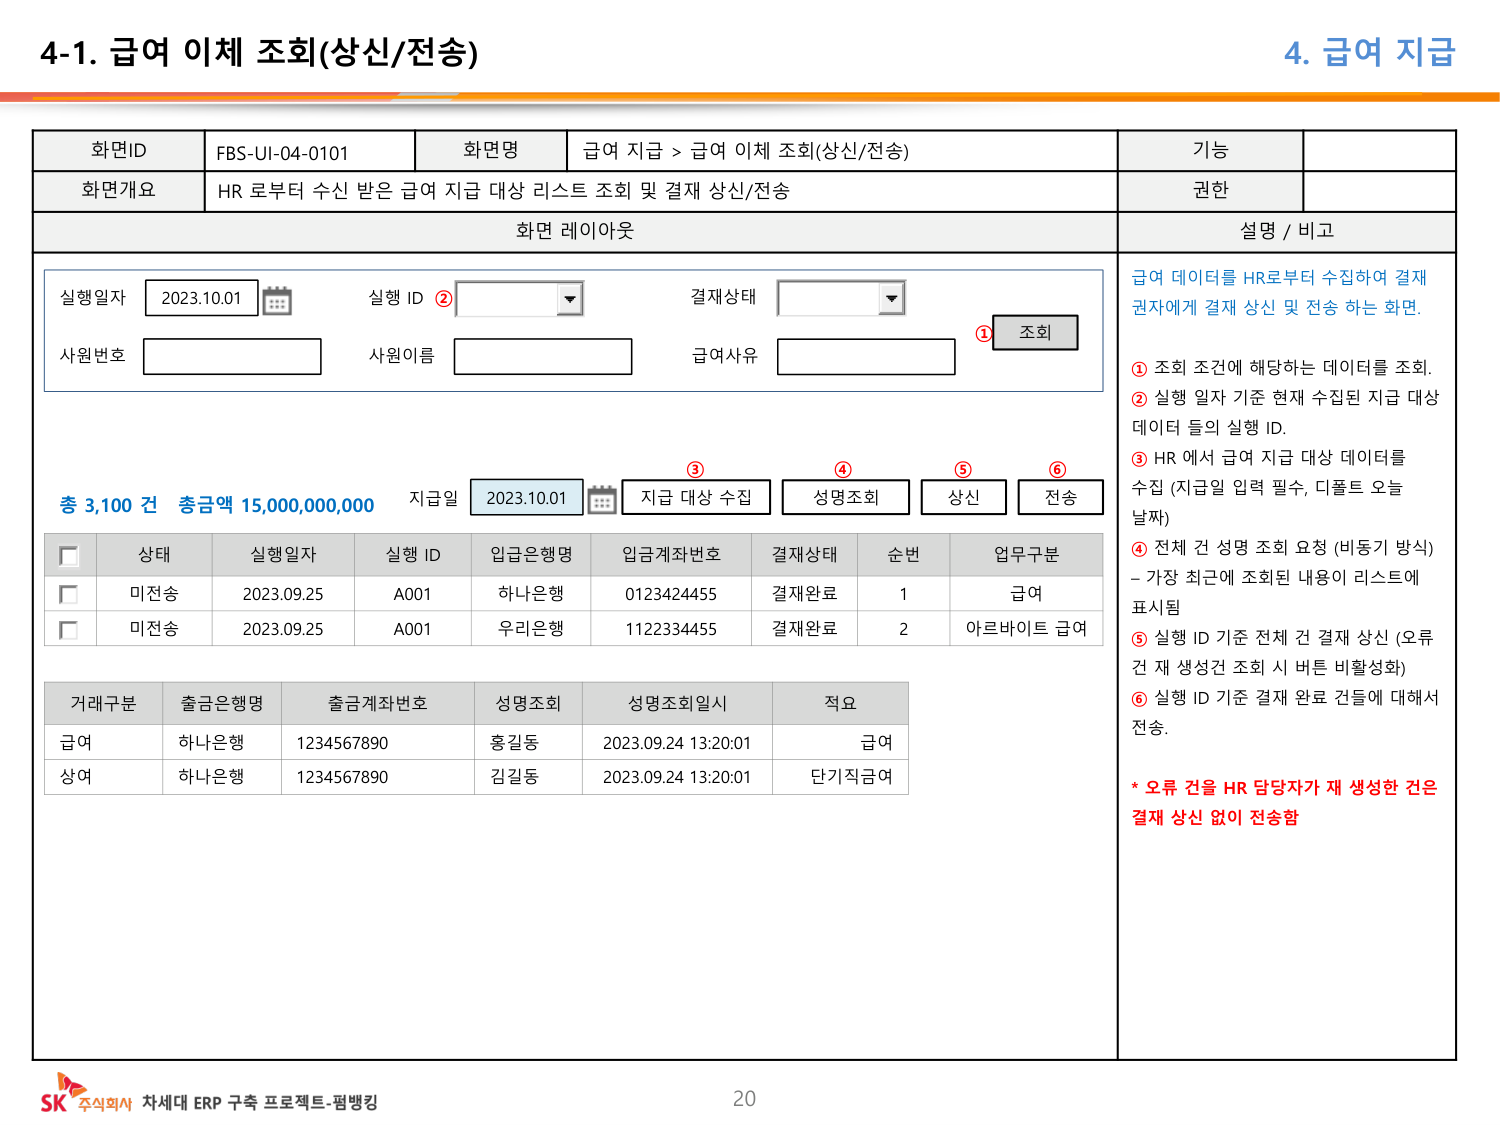 4-1. 급여 이체 조회(상신/전송)
4. 급여 지급
화면ID FBS-UI-04-0101 화면명 급여 지급 > 급여 이체 조회(상신/전송) 기능
화면개요 HR 로부터 수신 받은 급여 지급 대상 리스트 조회 및 결재 상신/전송 권한
화면 레이아웃 설명 / 비고
실행일자 2023.10.01 실행 ID ② 결재상태
① 조회
사원번호 사원이름 급여사유
③ ④ ⑤ ⑥
총 3,100 건 총금액 15,000,000,000 지급일 2023.10.01 지급 대상 수집 성명조회 상신 전송
상태 실행일자 실행 ID 입급은행명 입금계좌번호 결재상태 순번 업무구분
미전송 2023.09.25 A001 하나은행 0123424455 결재완료 1 급여
미전송 2023.09.25 A001 우리은행 1122334455 결재완료 2 아르바이트 급여
거래구분 출금은행명 출금계좌번호 성명조회 성명조회일시 적요
급여 하나은행 1234567890 홍길동 2023.09.24 13:20:01 급여
상여 하나은행 1234567890 김길동 2023.09.24 13:20:01 단기직금여
급여 데이터를 HR로부터 수집하여 결재
권자에게 결재 상신 및 전송 하는 화면.
① 조회 조건에 해당하는 데이터를 조회.
② 실행 일자 기준 현재 수집된 지급 대상
데이터 들의 실행 ID.
③ HR 에서 급여 지급 대상 데이터를
수집 (지급일 입력 필수, 디폴트 오늘
날짜)
④ 전체 건 성명 조회 요청 (비동기 방식)
– 가장 최근에 조회된 내용이 리스트에
표시됨
⑤ 실행 ID 기준 전체 건 결재 상신 (오류
건 재 생성건 조회 시 버튼 비활성화)
⑥ 실행 ID 기준 결재 완료 건들에 대해서
전송.
* 오류 건을 HR 담당자가 재 생성한 건은
결재 상신 없이 전송함
SK 주식회사 차세대 ERP 구축 프로젝트-펌뱅킹
20